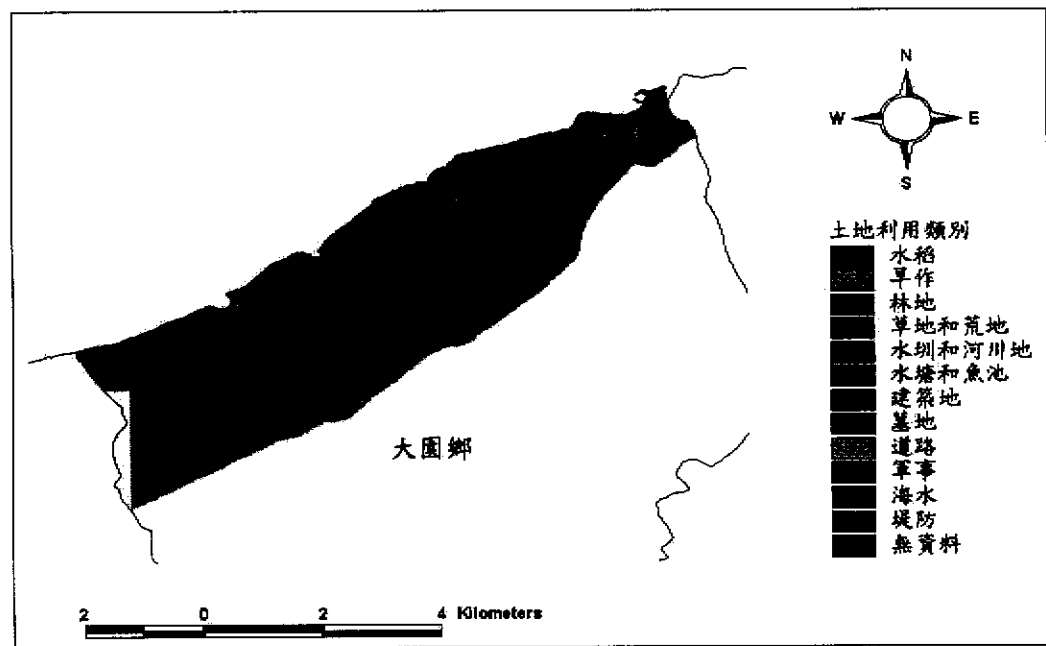 N
W E
S
土地利用類別
水稻
旱作
林地
草地和荒地
水圳和河川地
水塘和魚池
建築地
墓地
道路
軍事
海水
堤防
無資料
大園鄉
2 0 2 4 Kilometers